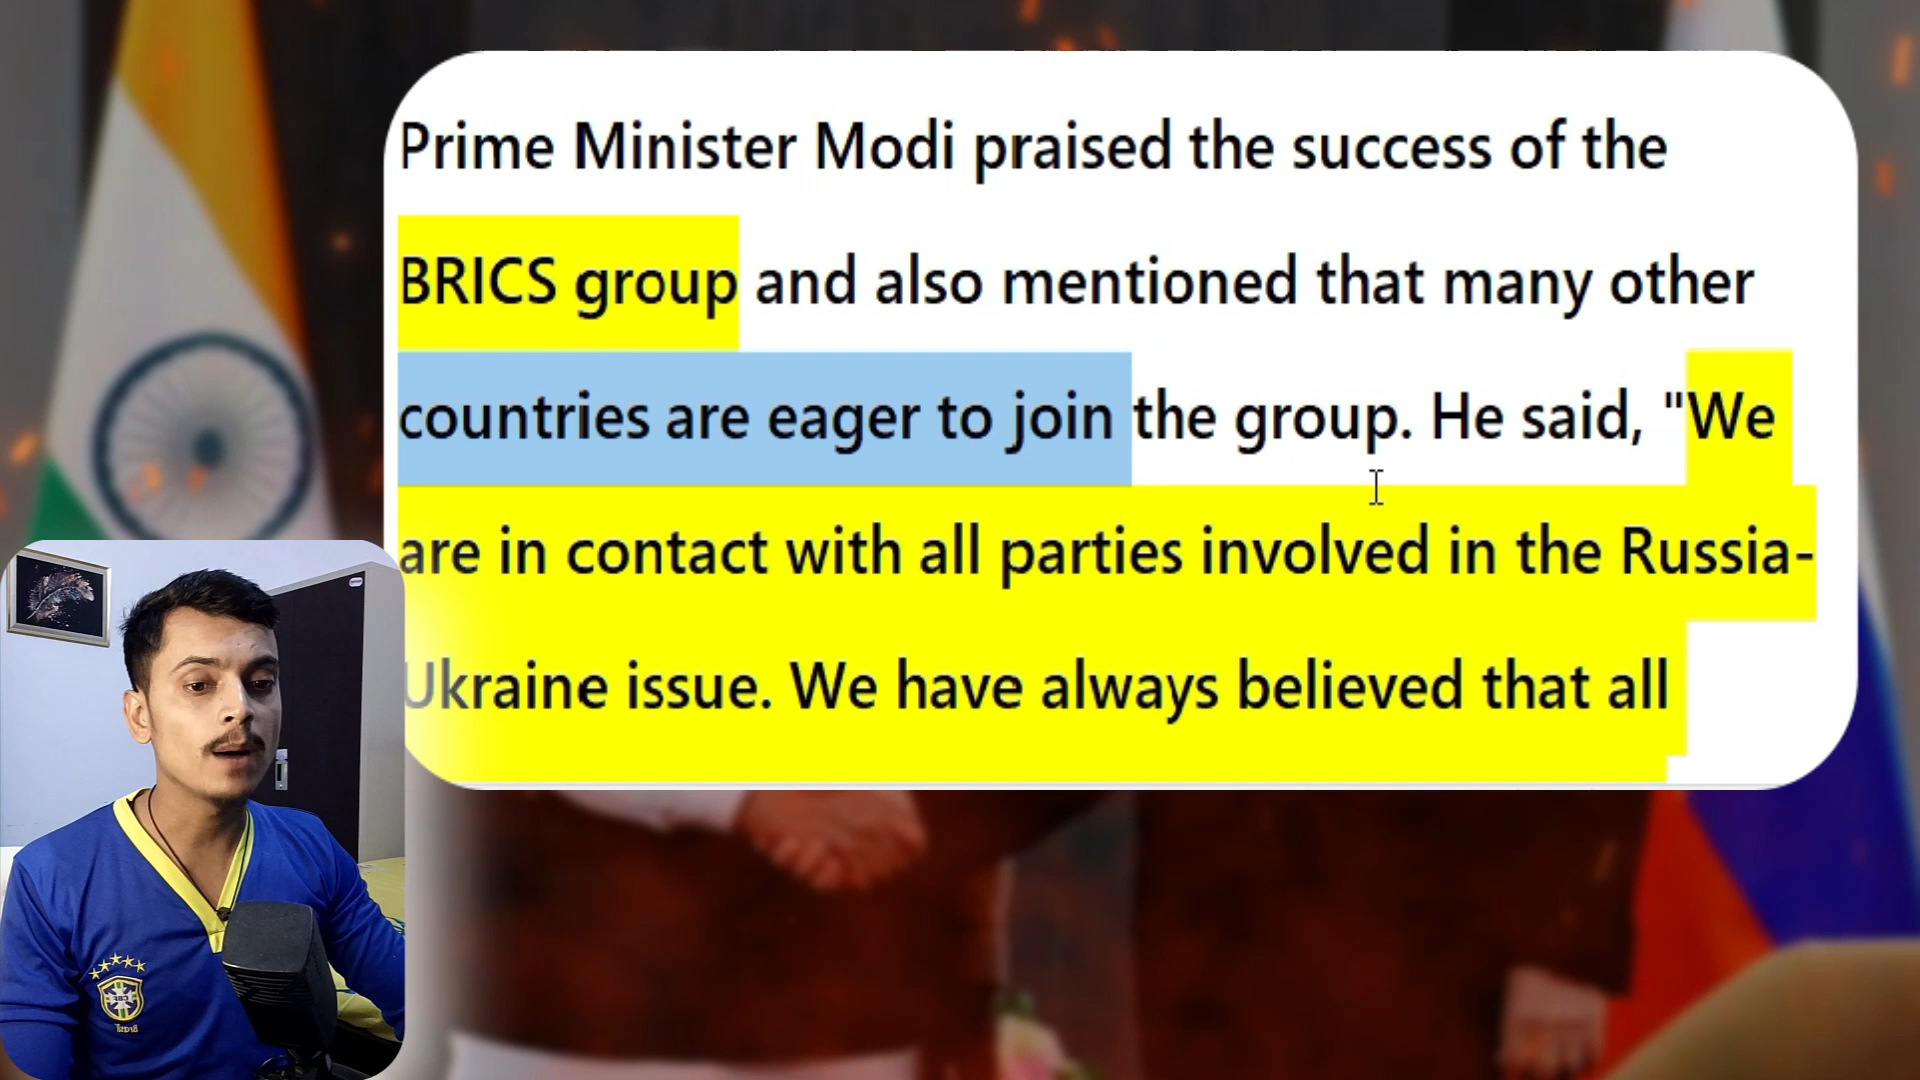 Prime Minister Modi praised the success of the
BRICS group and also mentioned that many other
countries are eager to join the group. He said, "We
are in contact with all parties involved in the Russia-
Ukraine issue. We have always believed that all